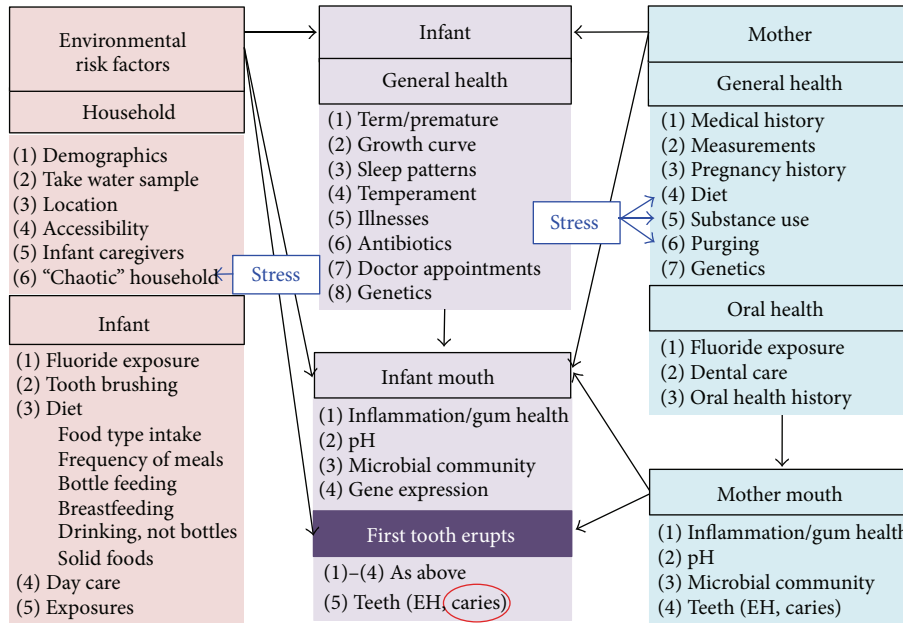 Environmental
risk factors
Household
(1) Demographics
(2) Take water sample
(3) Location
(4) Accessibility
(5) Infant caregivers
(6) “Chaotic” household
Stress
Infant
(1) Fluoride exposure
(2) Tooth brushing
(3) Diet
Food type intake
Frequency of meals
Bottle feeding
Breastfeeding
Drinking, not bottles
Solid foods
(4) Day care
(5) Exposures
Infant
General health
(1) Term/premature
(2) Growth curve
(3) Sleep patterns
(4) Temperament
(5) Illnesses
(6) Antibiotics
(7) Doctor appointments
(8) Genetics
Infant mouth
(1) Inflammation/gum health
(2) pH
(3) Microbial community
(4) Gene expression
First tooth erupts
(1)–(4) As above
(5) Teeth (EH, caries)
Mother
General health
(1) Medical history
(2) Measurements
(3) Pregnancy history
(4) Diet
(5) Substance use
(6) Purging
(7) Genetics
Stress
Oral health
(1) Fluoride exposure
(2) Dental care
(3) Oral health history
Mother mouth
(1) Inflammation/gum health
(2) pH
(3) Microbial community
(4) Teeth (EH, caries)